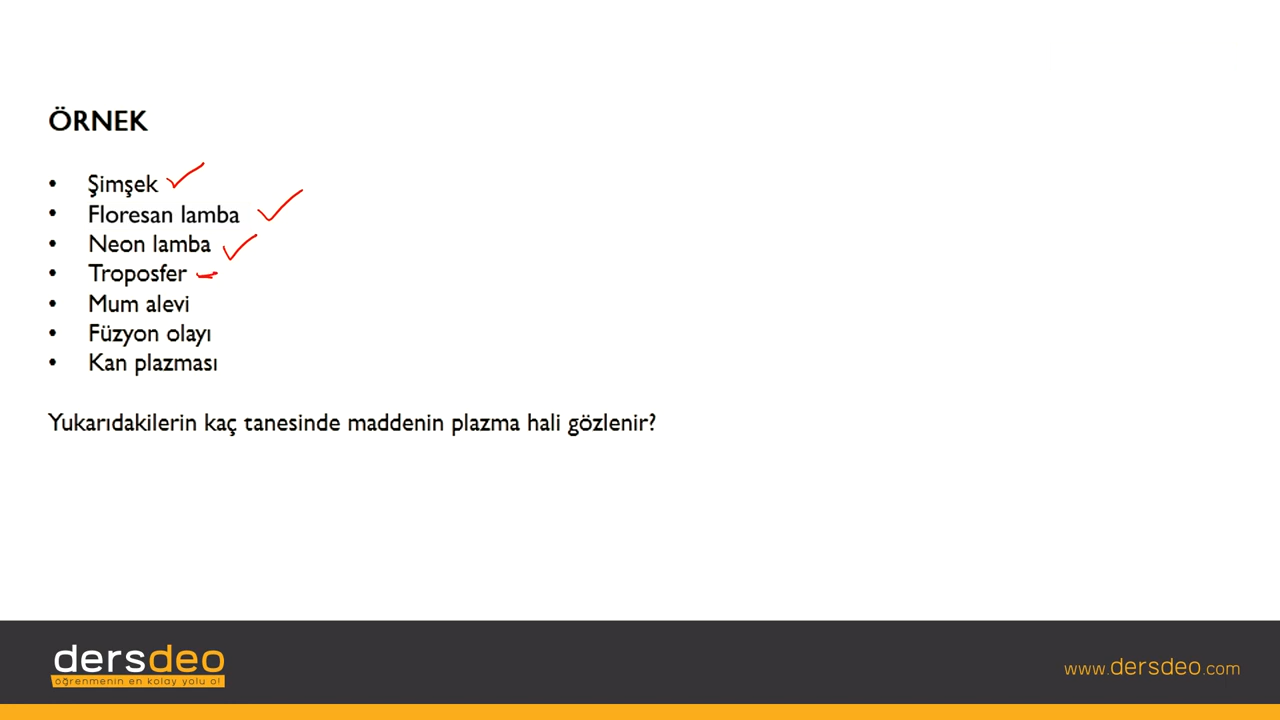 ÖRNEK
• Şimşek
• Floresan lamba
• Neon lamba
• Troposfer
• Mum alevi
• Füzyon olayı
• Kan plazması
Yukarıdakilerin kaç tanesinde maddenin plazma hali gözlenir?
dersdeo
öğrenmenin en kolay yolu o!
www.dersdeo.com